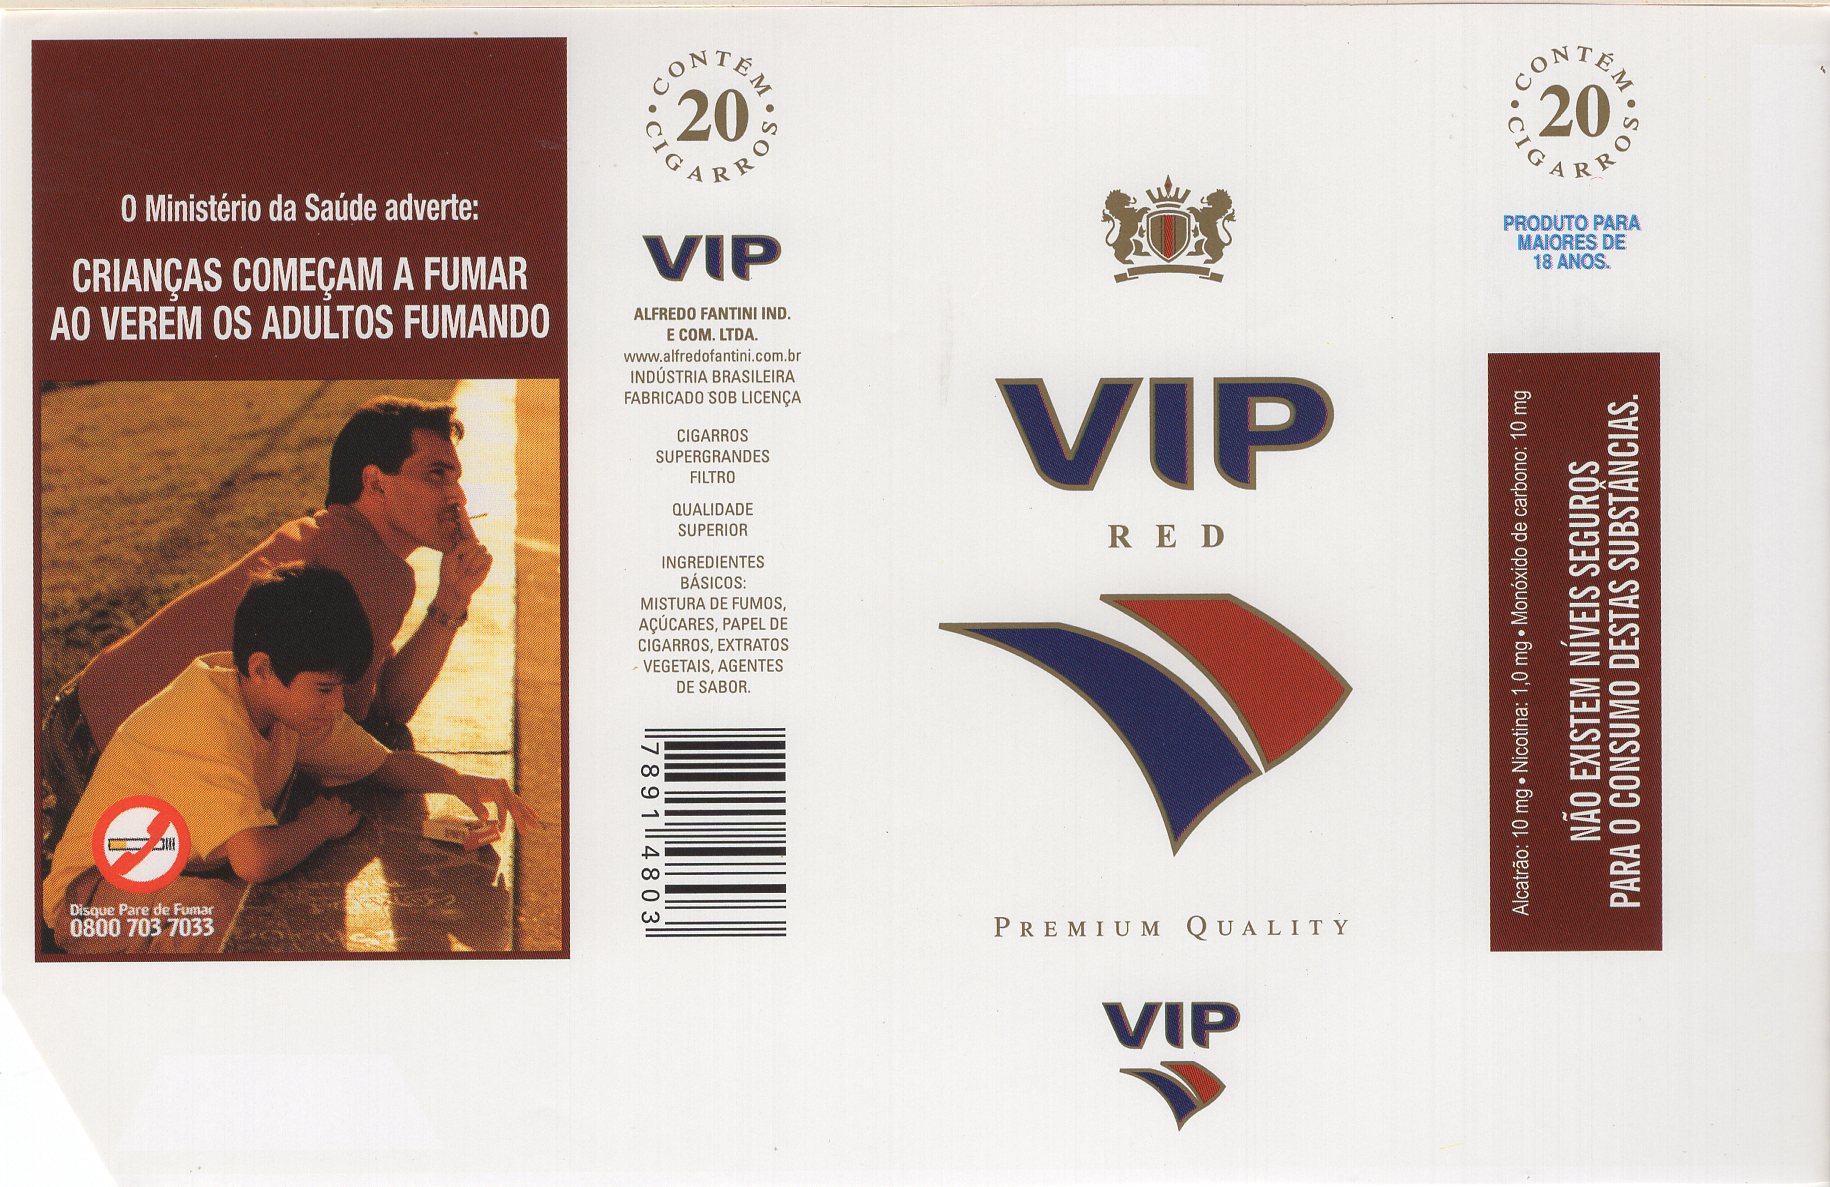 O Ministério da Saúde adverte:
CRIANÇAS COMEÇAM A FUMAR
AO VEREM OS ADULTOS FUMANDO
Disque Pare de Fumar
0800 703 7033
CONTÉM
20
CIGARROS
VIP
ALFREDO FANTINI IND.
E COM. LTDA.
www.alfredofantini.com.br
INDÚSTRIA BRASILEIRA
FABRICADO SOB LICENÇA
CIGARROS
SUPERGRANDES
FILTRO
QUALIDADE
SUPERIOR
INGREDIENTES
BÁSICOS:
MISTURA DE FUMOS,
AÇÚCARES, PAPEL DE
CIGARROS, EXTRATOS
VEGETAIS, AGENTES
DE SABOR.
78914803
VIP
RED
PREMIUM QUALITY
VIP
CONTÉM
20
CIGARROS
PRODUTO PARA
MAIORES DE
18 ANOS.
Alcatrão: 10 mg • Nicotina: 1,0 mg • Monóxido de carbono: 10 mg
NÃO EXISTEM NÍVEIS SEGUROS
PARA O CONSUMO DESTAS SUBSTÂNCIAS.